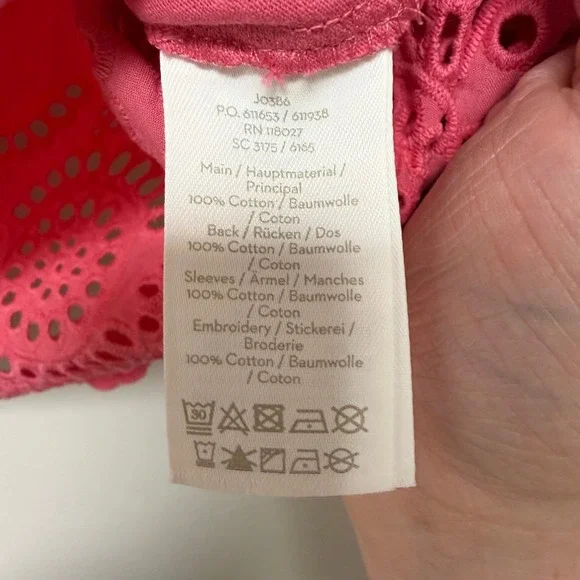 J0386
P.O. 611653 / 611938
RN 118027
SC 3175 / 6165
Main / Hauptmaterial /
Principal
100% Cotton / Baumwolle
/ Coton
Back / Rücken / Dos
100% Cotton / Baumwolle
/ Coton
Sleeves / Ärmel / Manches
100% Cotton / Baumwolle
/ Coton
Embroidery / Stickerei /
Broderie
100% Cotton / Baumwolle
/ Coton
30